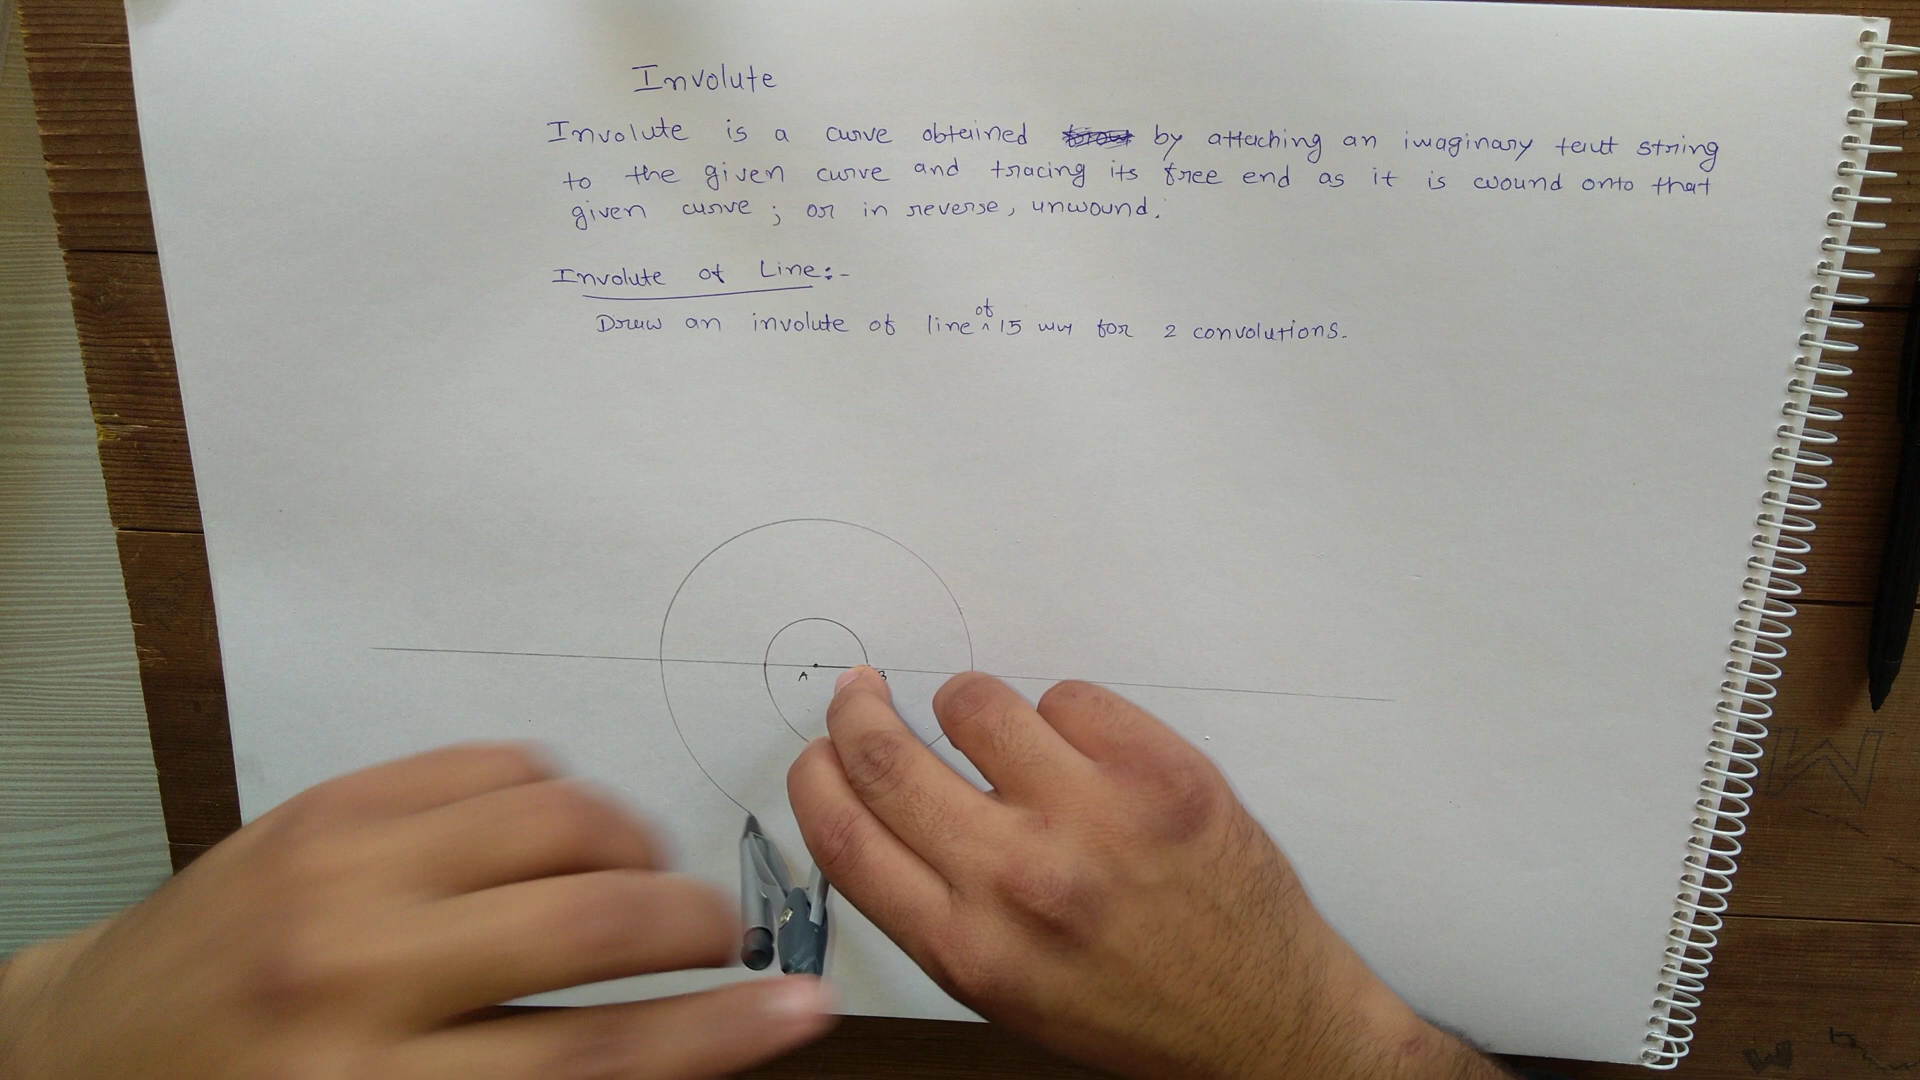 Involute
Involute is a curve obtained by attaching an imaginary taut string
to the given curve and tracing its free end as it is wound onto that
given curve ; or in reverse, unwound.
Involute of Line:-
Draw an involute of line of 15 mm for 2 convolutions.
A B